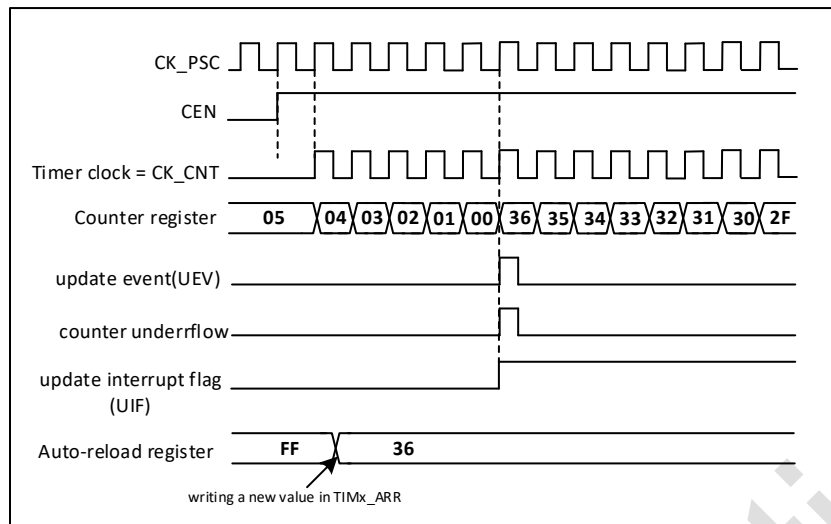 CK_PSC
CEN
Timer clock = CK_CNT
Counter register 05 04 03 02 01 00 36 35 34 33 32 31 30 2F
update event(UEV)
counter underrflow
update interrupt flag
(UIF)
Auto-reload register FF 36
writing a new value in TIMx_ARR